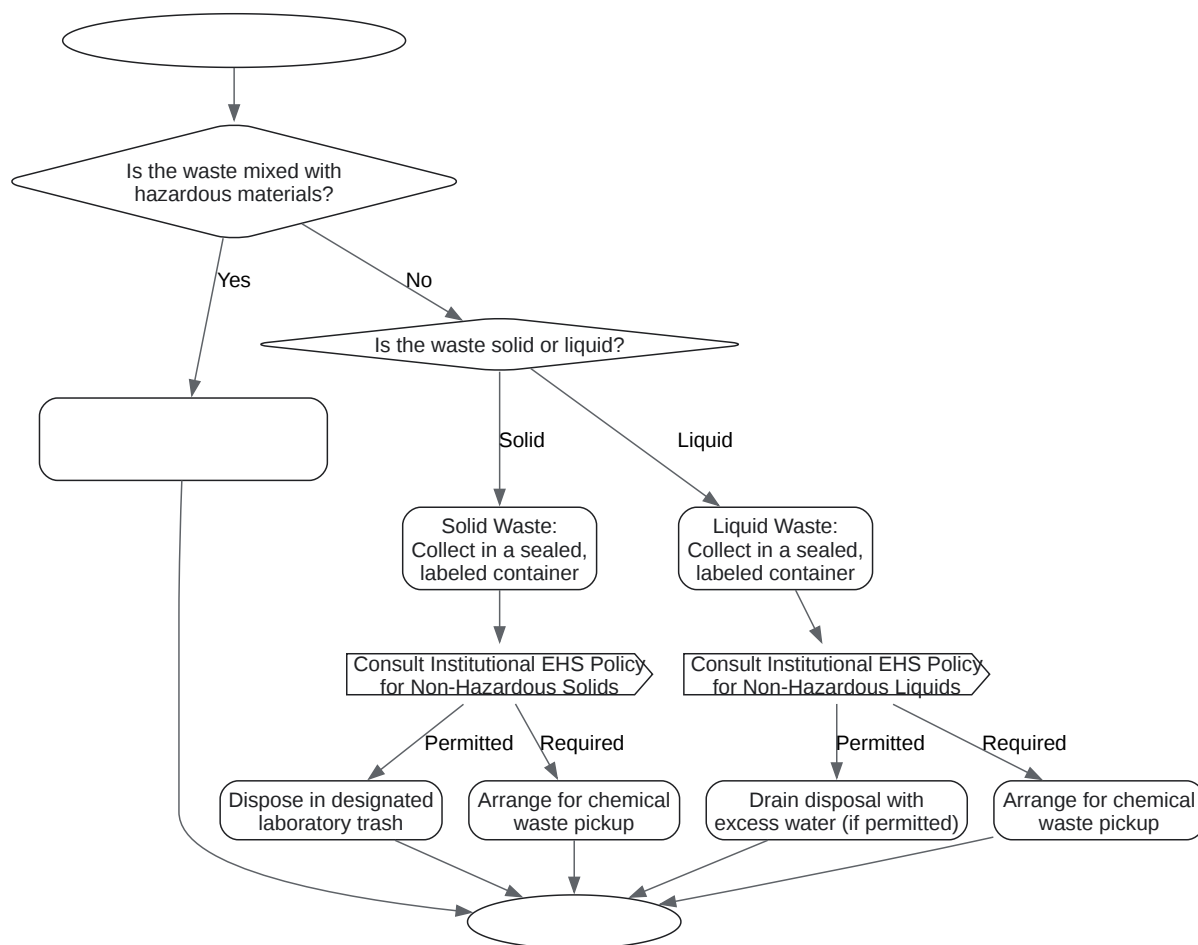 Is the waste mixed with
hazardous materials?
Yes
No
Is the waste solid or liquid?
Solid
Liquid
Solid Waste:
Collect in a sealed,
labeled container
Liquid Waste:
Collect in a sealed,
labeled container
Consult Institutional EHS Policy
for Non-Hazardous Solids
Consult Institutional EHS Policy
for Non-Hazardous Liquids
Permitted
Required
Permitted
Required
Dispose in designated
laboratory trash
Arrange for chemical
waste pickup
Drain disposal with
excess water (if permitted)
Arrange for chemical
waste pickup